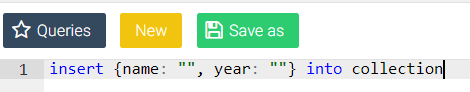 Queries New Save as
1 insert {name: "", year: ""} into collection